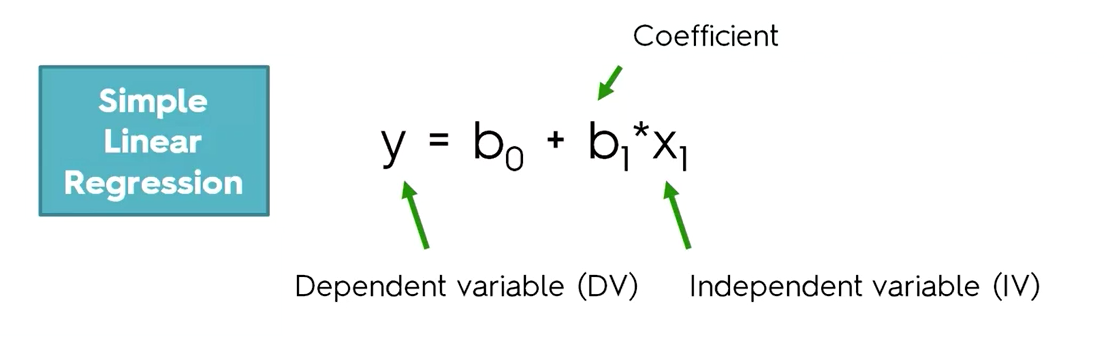 Coefficient
Simple
Linear
Regression
y = b₀ + b₁*x₁
Dependent variable (DV)
Independent variable (IV)